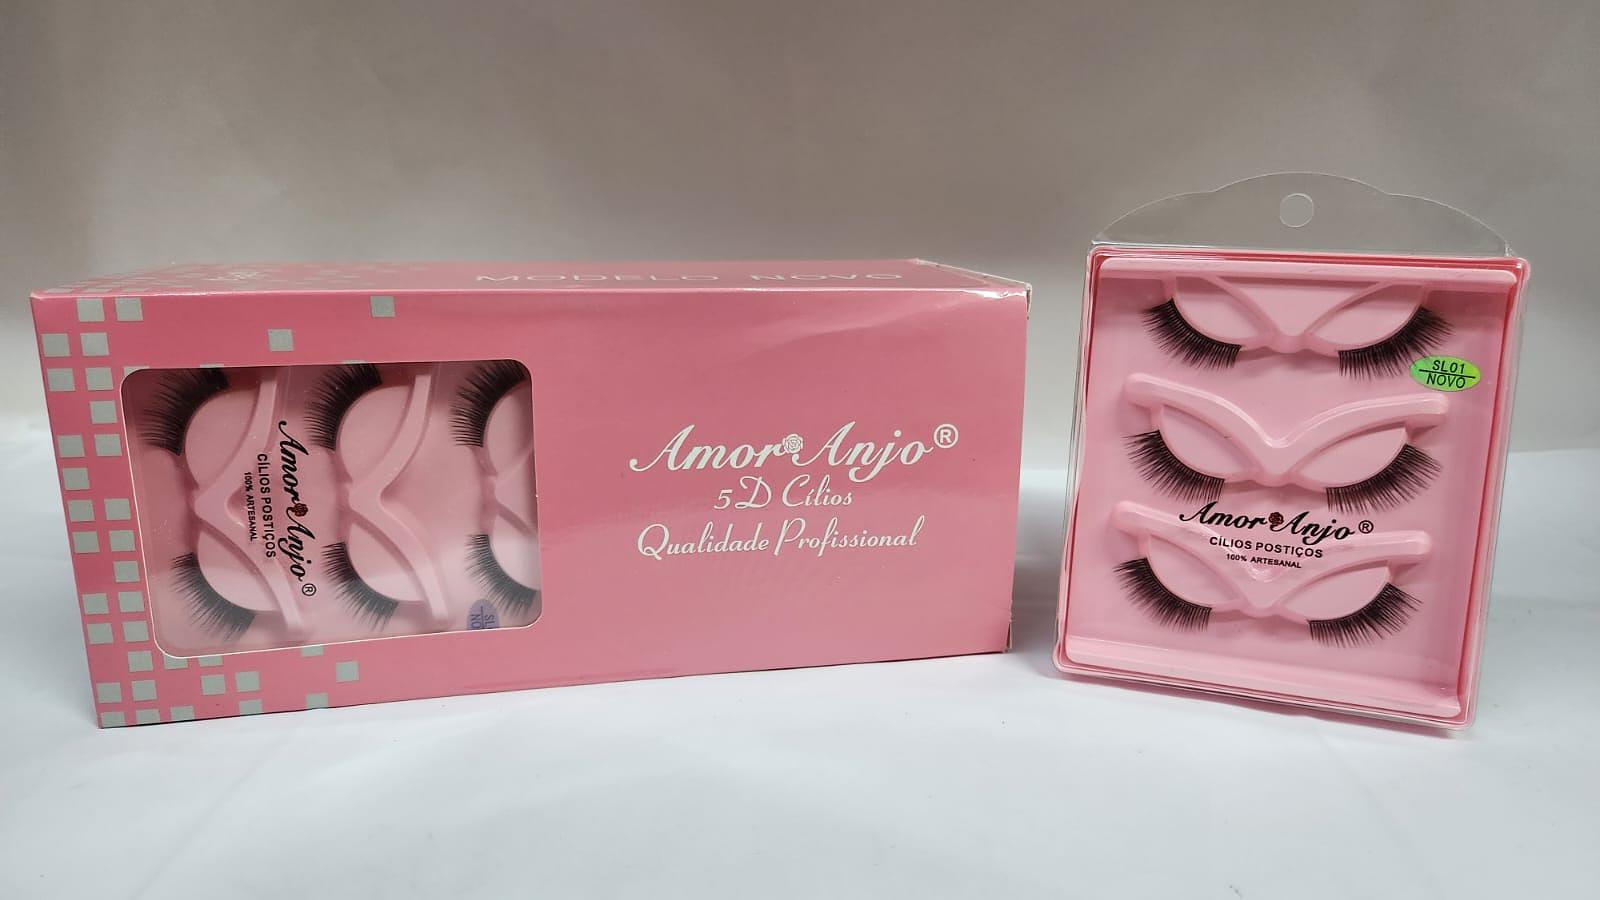 MODELO NOVO
Amor Anjo®
5D Cílios
Qualidade Profissional
Amor Anjo®
CÍLIOS POSTIÇOS
100% ARTESANAL
SL01
NOVO
Amor Anjo®
CÍLIOS POSTIÇOS
100% ARTESANAL